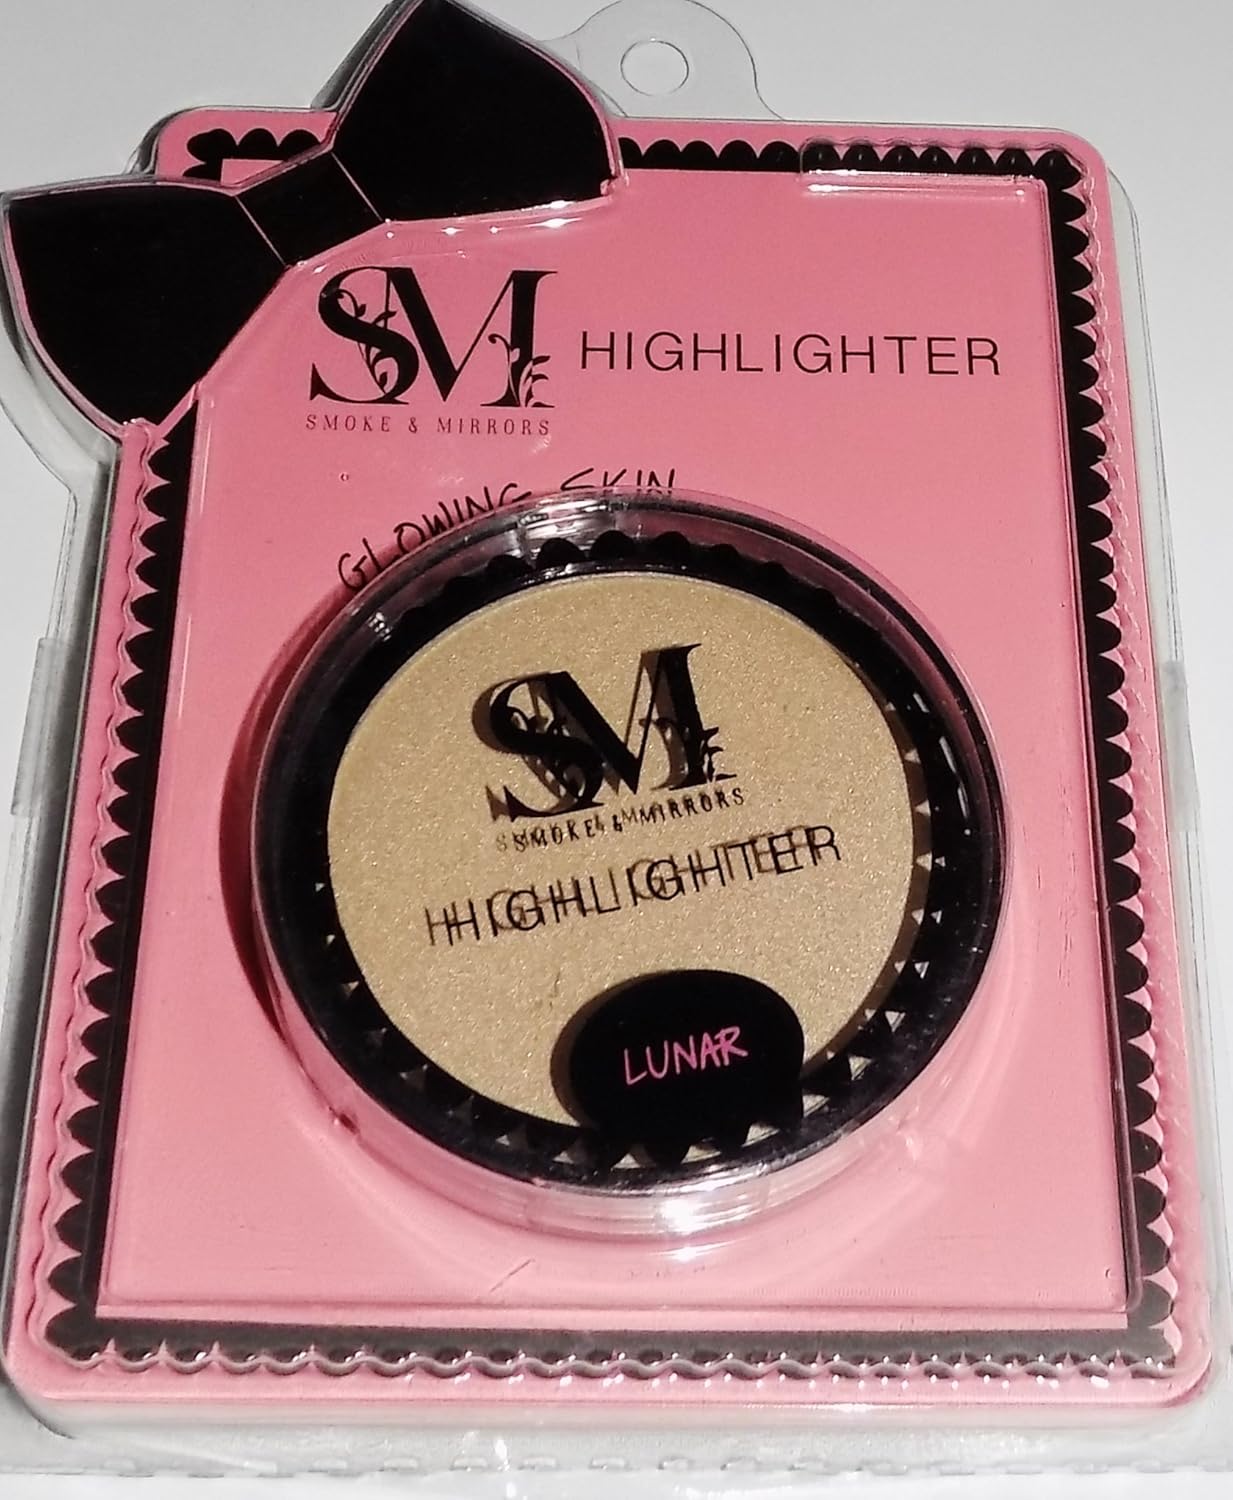 SM
SMOKE & MIRRORS
HIGHLIGHTER
GLOWING SKIN
SM
SMOKE & MIRRORS
HIGHLIGHTER
LUNAR